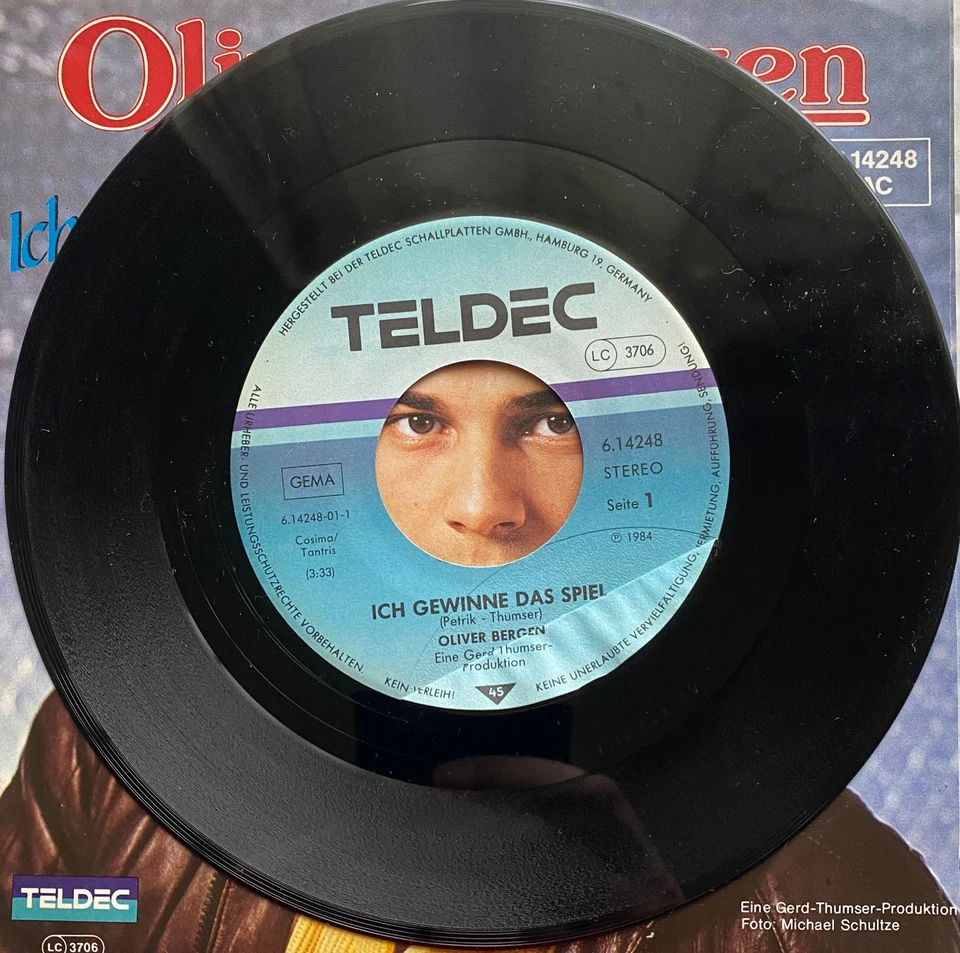 Oli
en
14248
AC
Ich
HERGESTELLT BEI DER TELDEC SCHALLPLATTEN GMBH., HAMBURG 19, GERMANY
TELDEC
LC 3706
6.14248
STEREO
Seite 1
℗ 1984
GEMA
6.14248-01-1
Cosima/
Tantris
(3:33)
ICH GEWINNE DAS SPIEL
(Petrik - Thumser)
OLIVER BERGEN
Eine Gerd Thumser-
Produktion
45
ALLE URHEBER- UND LEISTUNGSSCHUTZRECHTE VORBEHALTEN.
KEIN VERLEIH!
KEINE UNERLAUBTE VERVIELFÄLTIGUNG, VERMIETUNG, AUFFÜHRUNG, SENDUNG!
TELDEC
LC 3706
Eine Gerd-Thumser-Produktion
Foto: Michael Schultze